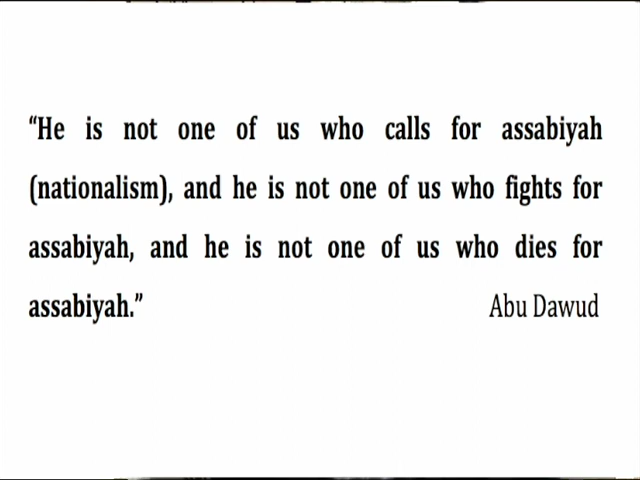 “He is not one of us who calls for assabiyah
(nationalism), and he is not one of us who fights for
assabiyah, and he is not one of us who dies for
assabiyah.” Abu Dawud